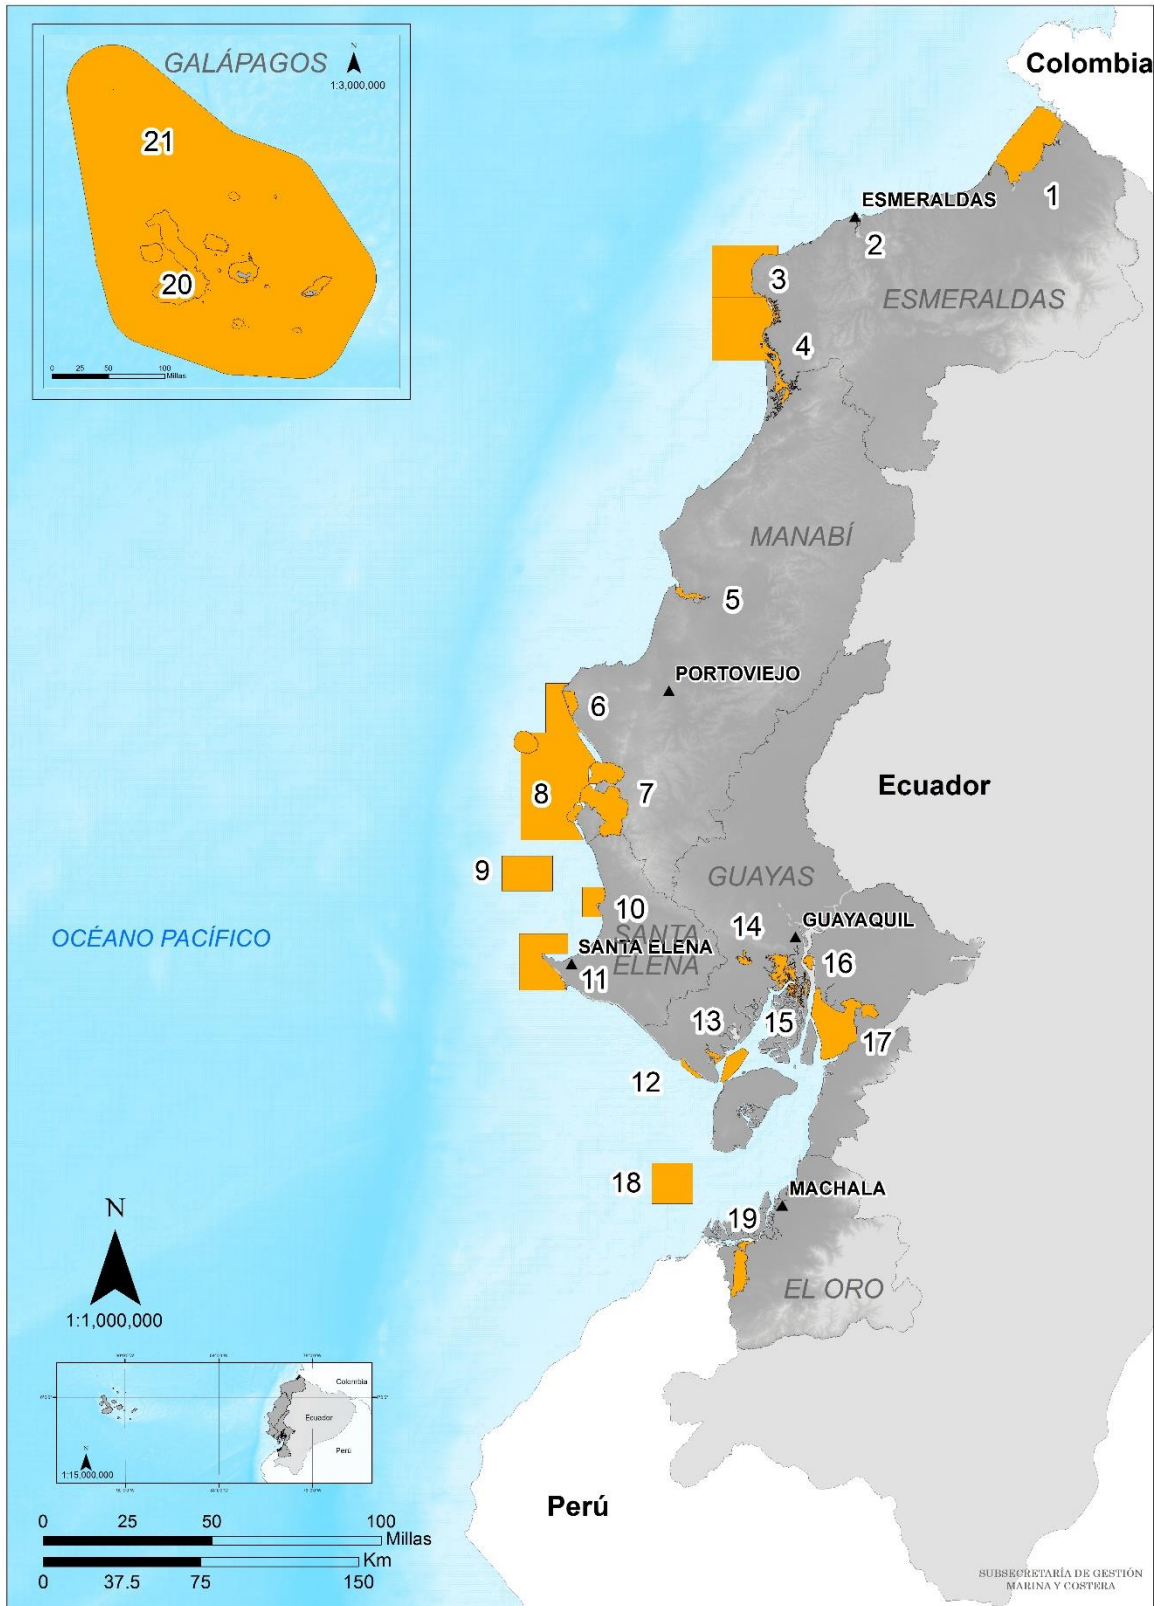 GALÁPAGOS
N
1:3,000,000
21
20
0 50 100
Millas
Colombia
1
ESMERALDAS
2
3
ESMERALDAS
4
MANABÍ
5
PORTOVIEJO
6
7
8
Ecuador
9
GUAYAS
10
OCÉANO PACÍFICO
14
GUAYAQUIL
SANTA
ELENA
SANTA ELENA
11
16
13
15
17
12
18
MACHALA
19
EL ORO
N
1:1,000,000
Colombia
Ecuador
Perú
N
1:15,000,000
Perú
0 25 50 100
Millas
Km
0 37.5 75 150
SUBSECRETARÍA DE GESTIÓN
MARINA Y COSTERA